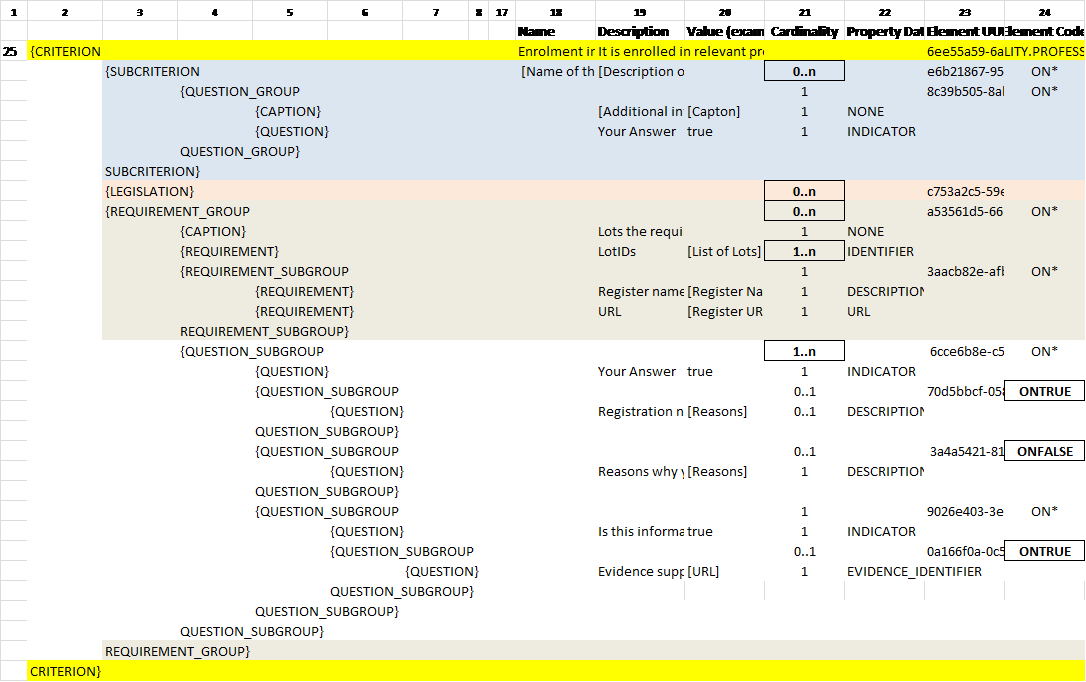 1 2 3 4 5 6 7 8 17 18 19 20 21 22 23 24
Name Description Value (exam Cardinality Property Dat Element UU Element Code
25 {CRITERION Enrolment ir It is enrolled in relevant pro 6ee55a59-6a LITY.PROFESS
{SUBCRITERION [Name of th [Description o 0..n e6b21867-95 ON*
{QUESTION_GROUP 1 8c39b505-8al ON*
{CAPTION} [Additional in [Capton] 1 NONE
{QUESTION} Your Answer true 1 INDICATOR
QUESTION_GROUP}
SUBCRITERION}
{LEGISLATION} 0..n c753a2c5-59e
{REQUIREMENT_GROUP 0..n a53561d5-66 ON*
{CAPTION} Lots the requi 1 NONE
{REQUIREMENT} LotIDs [List of Lots] 1..n IDENTIFIER
{REQUIREMENT_SUBGROUP 1 3aacb82e-afb ON*
{REQUIREMENT} Register name [Register Na 1 DESCRIPTION
{REQUIREMENT} URL [Register UR 1 URL
REQUIREMENT_SUBGROUP}
{QUESTION_SUBGROUP 1..n 6cce6b8e-c5 ON*
{QUESTION} Your Answer true 1 INDICATOR
{QUESTION_SUBGROUP 0..1 70d5bbcf-058 ONTRUE
{QUESTION} Registration n [Reasons] 0..1 DESCRIPTION
QUESTION_SUBGROUP}
{QUESTION_SUBGROUP 0..1 3a4a5421-81 ONFALSE
{QUESTION} Reasons why y [Reasons] 1 DESCRIPTION
QUESTION_SUBGROUP}
{QUESTION_SUBGROUP 1 9026e403-3e ON*
{QUESTION} Is this informa true 1 INDICATOR
{QUESTION_SUBGROUP 0..1 0a166f0a-0c5 ONTRUE
{QUESTION} Evidence supp [URL] 1 EVIDENCE_IDENTIFIER
QUESTION_SUBGROUP}
QUESTION_SUBGROUP}
QUESTION_SUBGROUP}
REQUIREMENT_GROUP}
CRITERION}